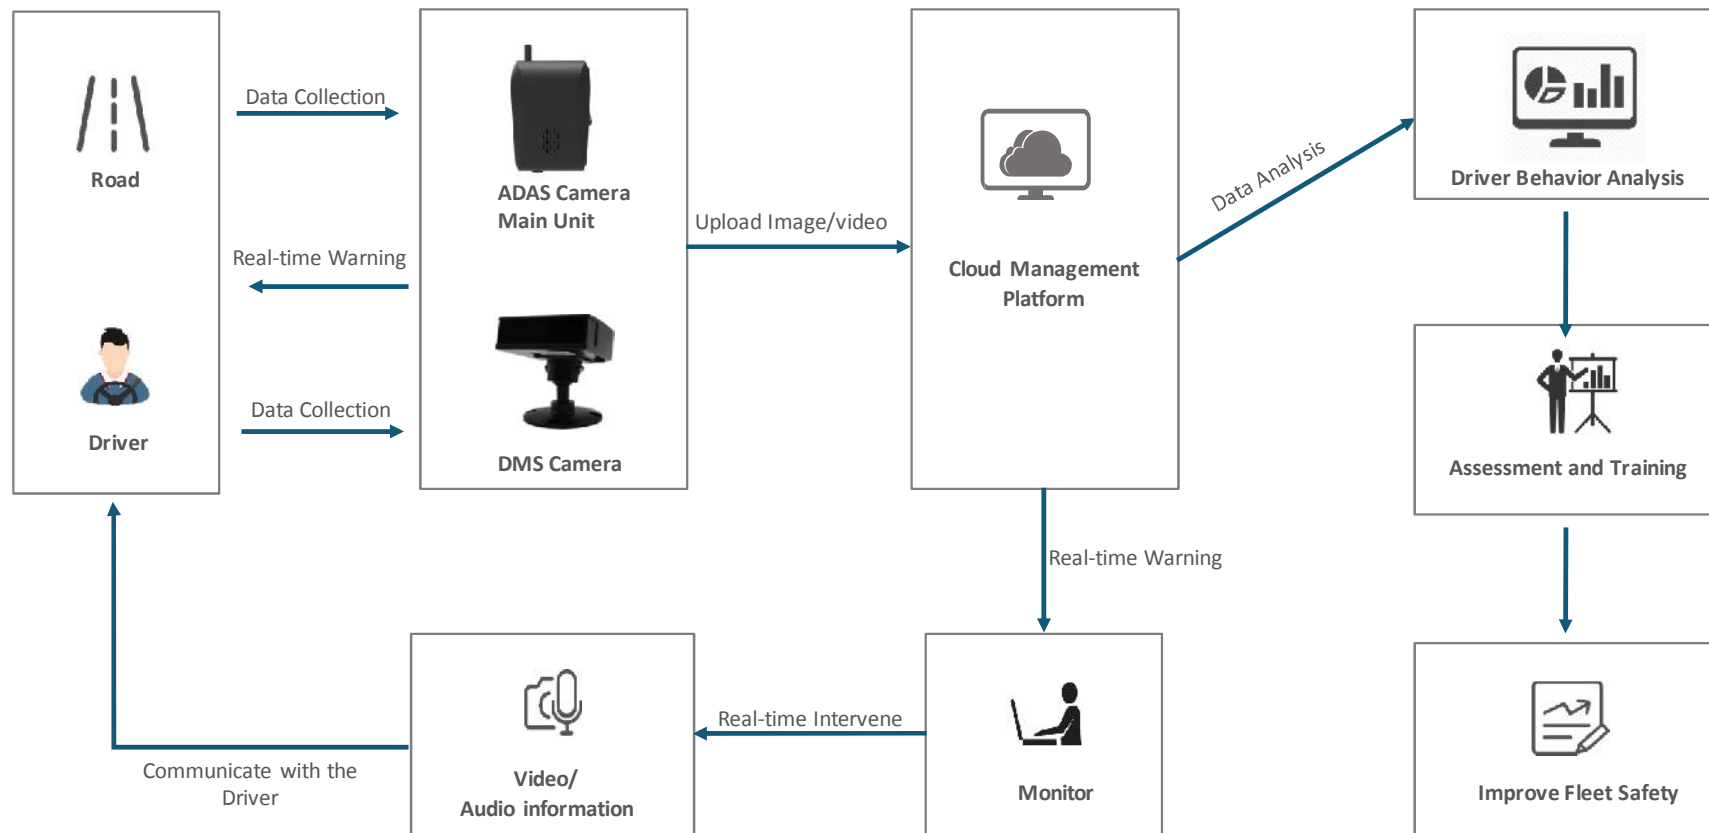 Road
Data Collection
ADAS Camera
Main Unit
Real-time Warning
Driver
Data Collection
DMS Camera
Upload Image/video
Cloud Management
Platform
Data Analysis
Driver Behavior Analysis
Assessment and Training
Real-time Warning
Improve Fleet Safety
Monitor
Real-time Intervene
Video/
Audio information
Communicate with the
Driver